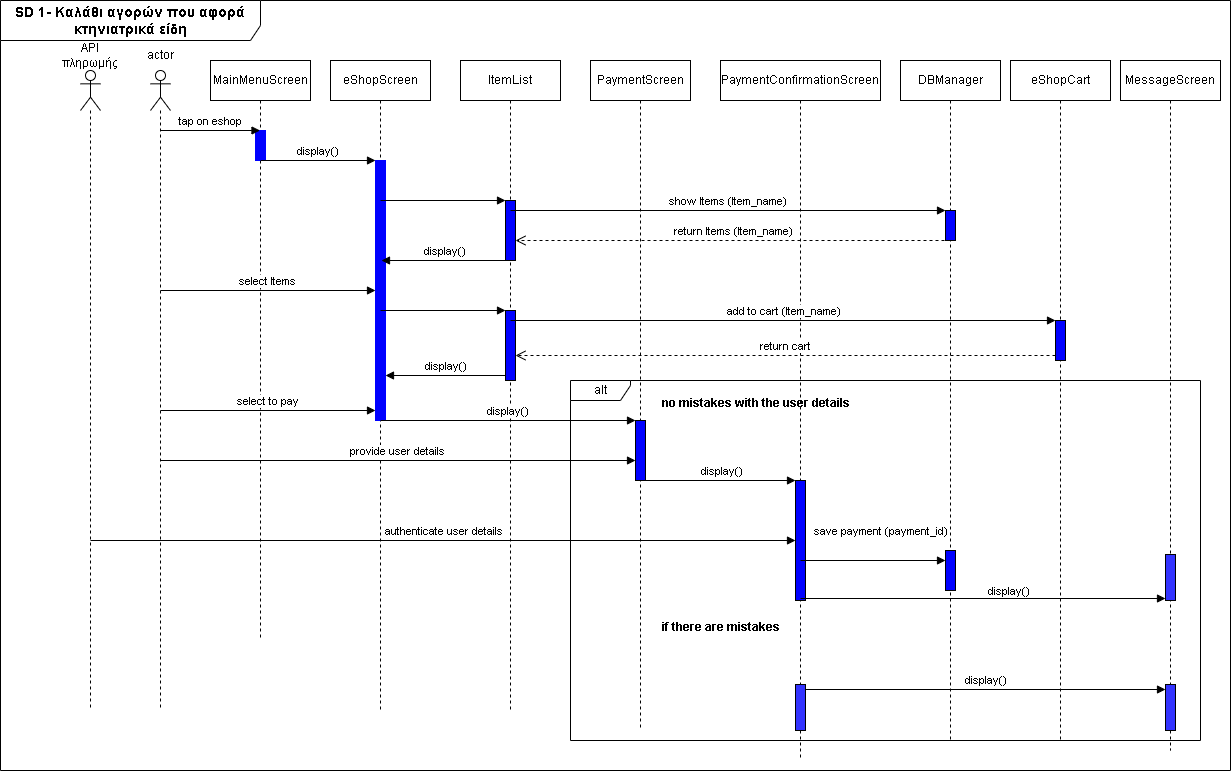 SD 1- Καλάθι αγορών που αφορά
κτηνιατρικά είδη
API
πληρωμής
actor
MainMenuScreen
eShopScreen
ItemList
PaymentScreen
PaymentConfirmationScreen
DBManager
eShopCart
MessageScreen
tap on eshop
display()
show Items (Item_name)
return Items (Item_name)
display()
select Items
add to cart (Item_name)
return cart
display()
alt
no mistakes with the user details
select to pay
display()
provide user details
display()
authenticate user details
save payment (payment_id)
display()
if there are mistakes
display()